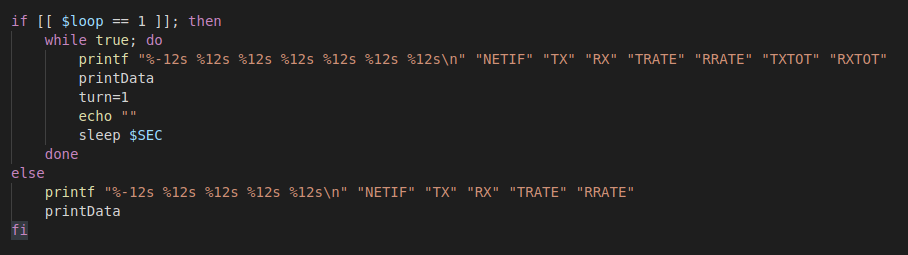 if [[ $loop == 1 ]]; then
    while true; do
        printf "%-12s %12s %12s %12s %12s %12s %12s\n" "NETIF" "TX" "RX" "TRATE" "RRATE" "TXTOT" "RXTOT"
        printData
        turn=1
        echo ""
        sleep $SEC
    done
else
    printf "%-12s %12s %12s %12s %12s\n" "NETIF" "TX" "RX" "TRATE" "RRATE"
    printData
fi